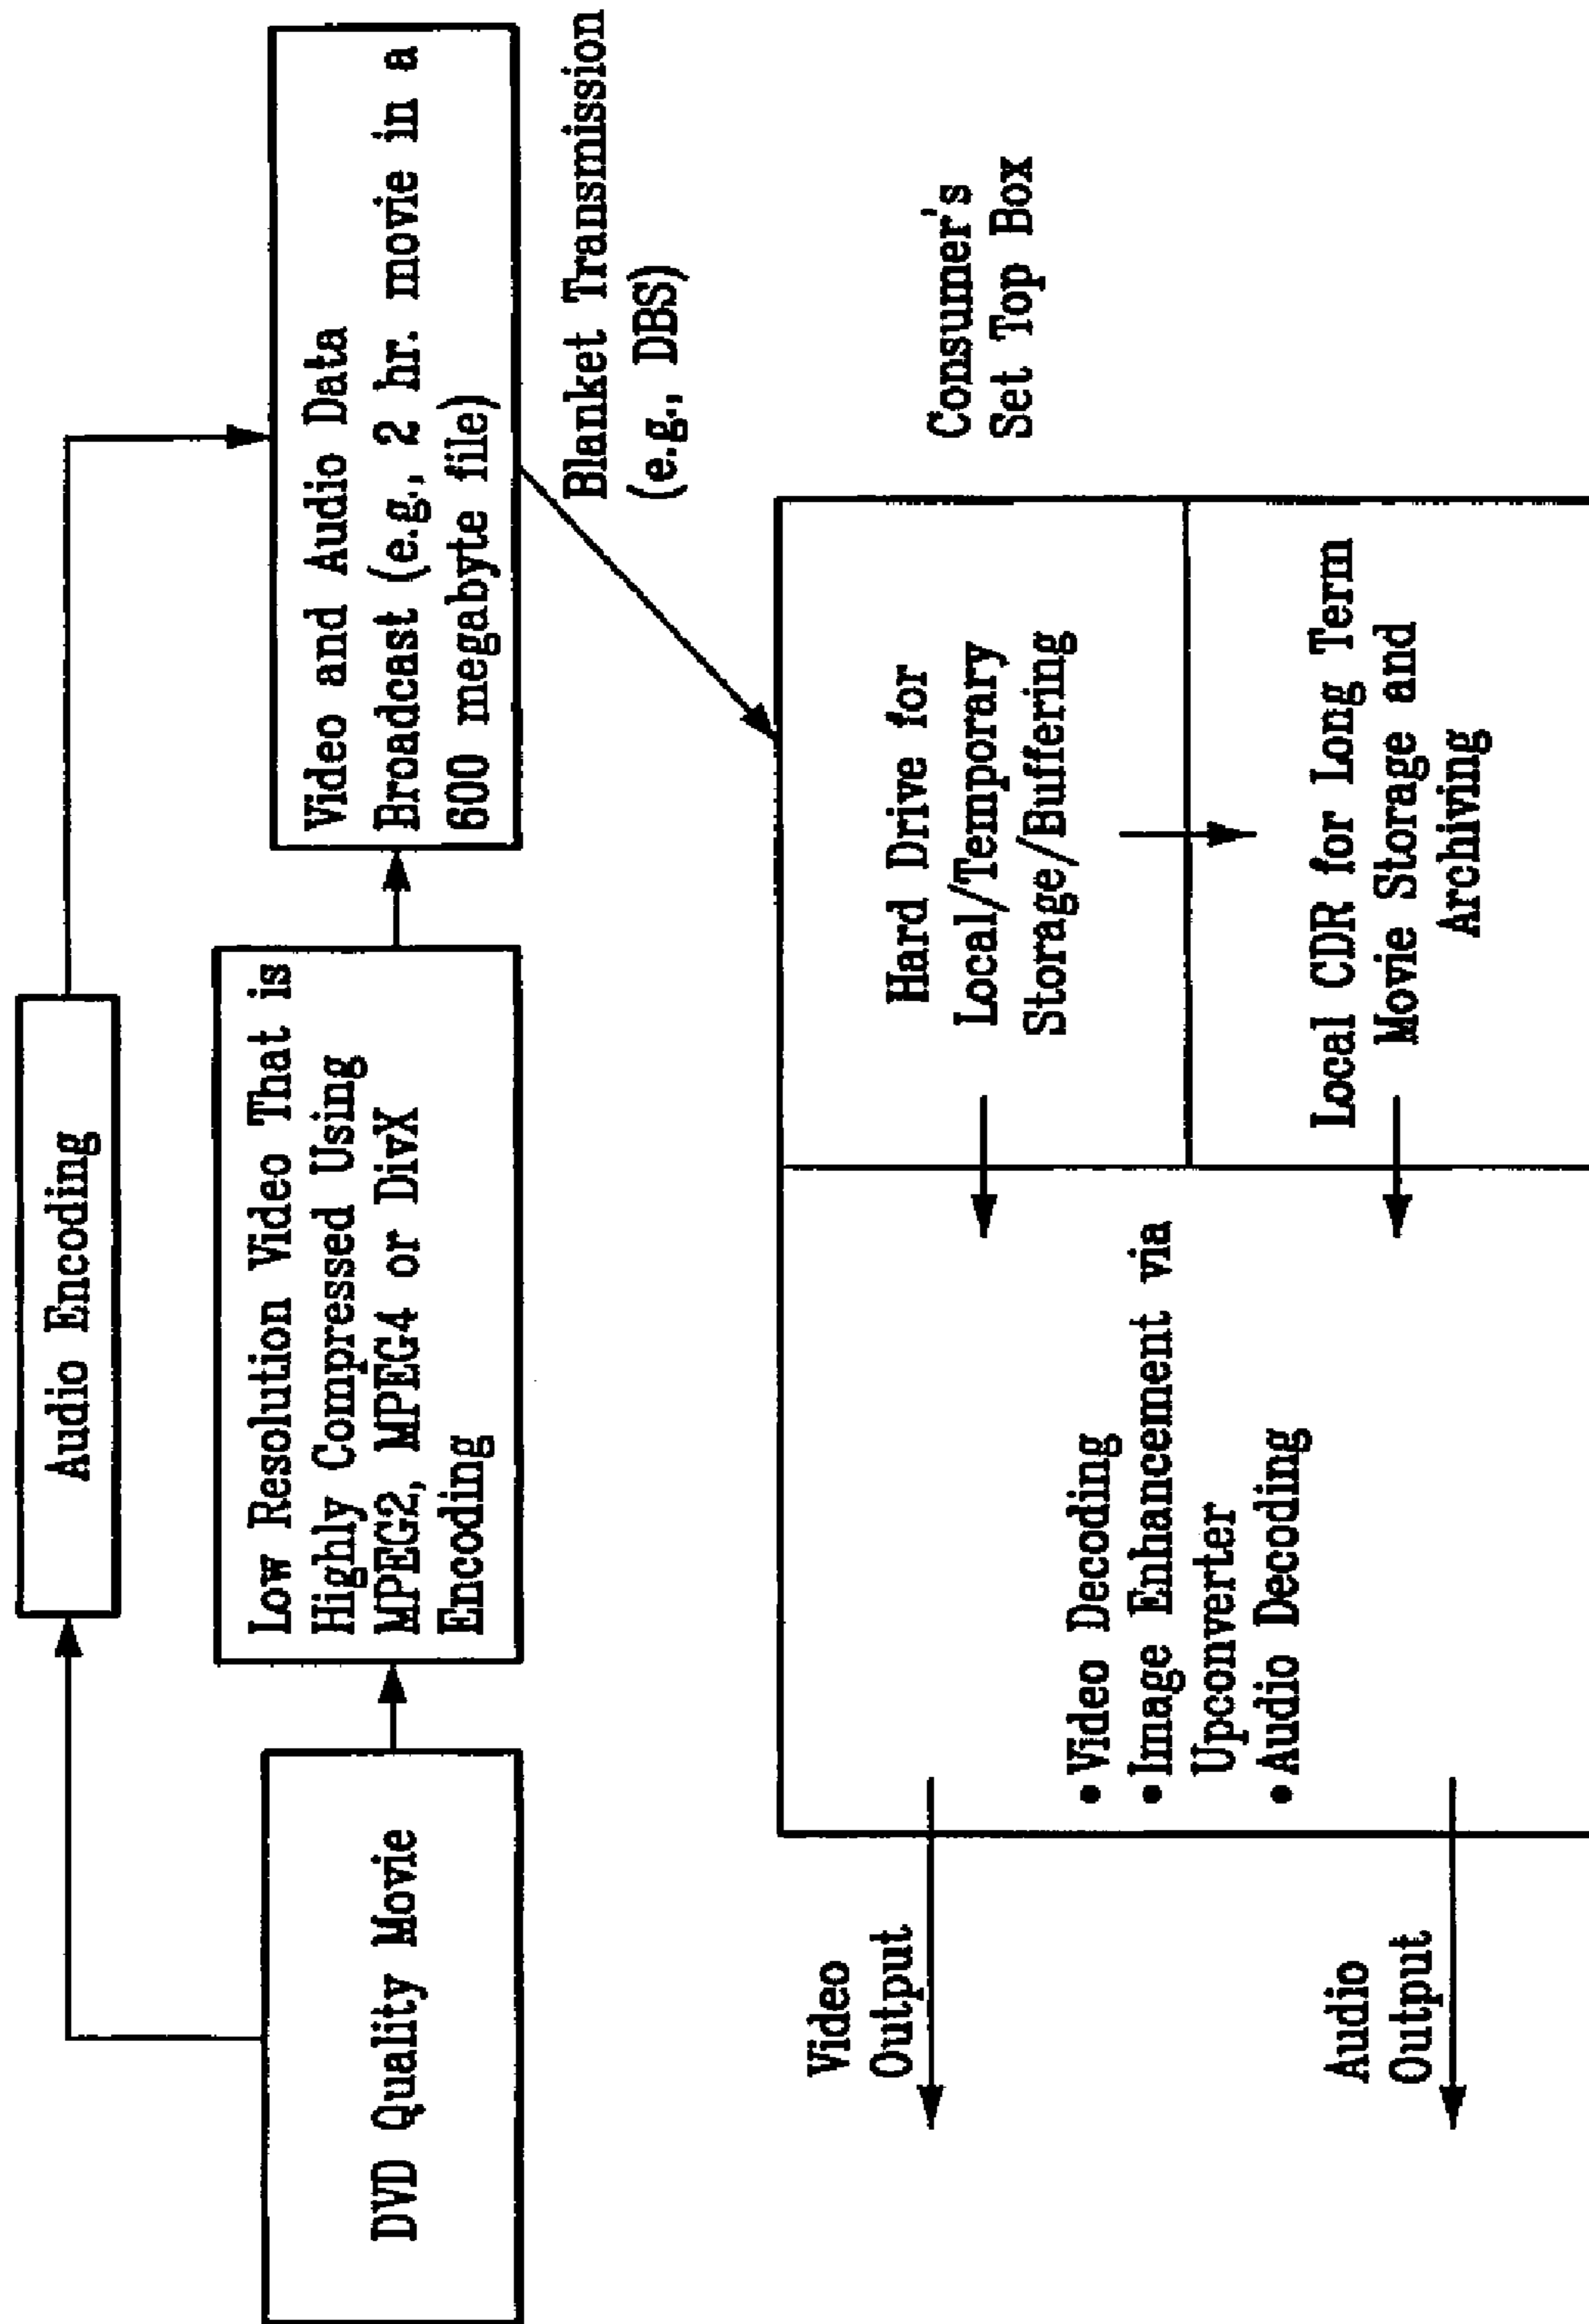 Audio Encoding
DVD Quality Movie
Low Resolution Video That is
Highly Compressed Using
MPEG2, MPEG4 or DivX
Encoding
Video and Audio Data
Broadcast (e.g., 2 hr. movie in a
600 megabyte file)
Blanket Transmission
(e.g., DBS)
Consumer's
Set Top Box
Hard Drive for
Local/Temporary
Storage/Buffering
Local CDR for Long Term
Movie Storage and
Archiving
• Video Decoding
• Image Enhancement via
Upconverter
• Audio Decoding
Video
Output
Audio
Output